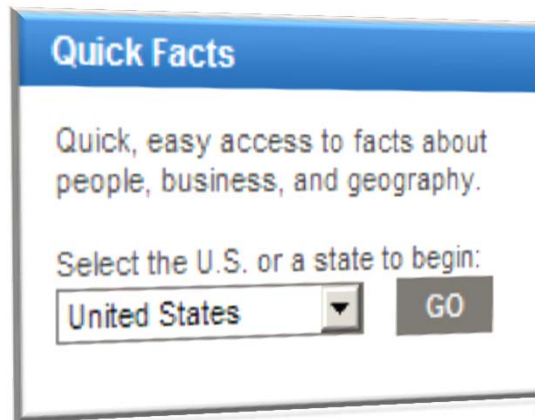 Quick Facts
Quick, easy access to facts about
people, business, and geography.
Select the U.S. or a state to begin:
United States
GO